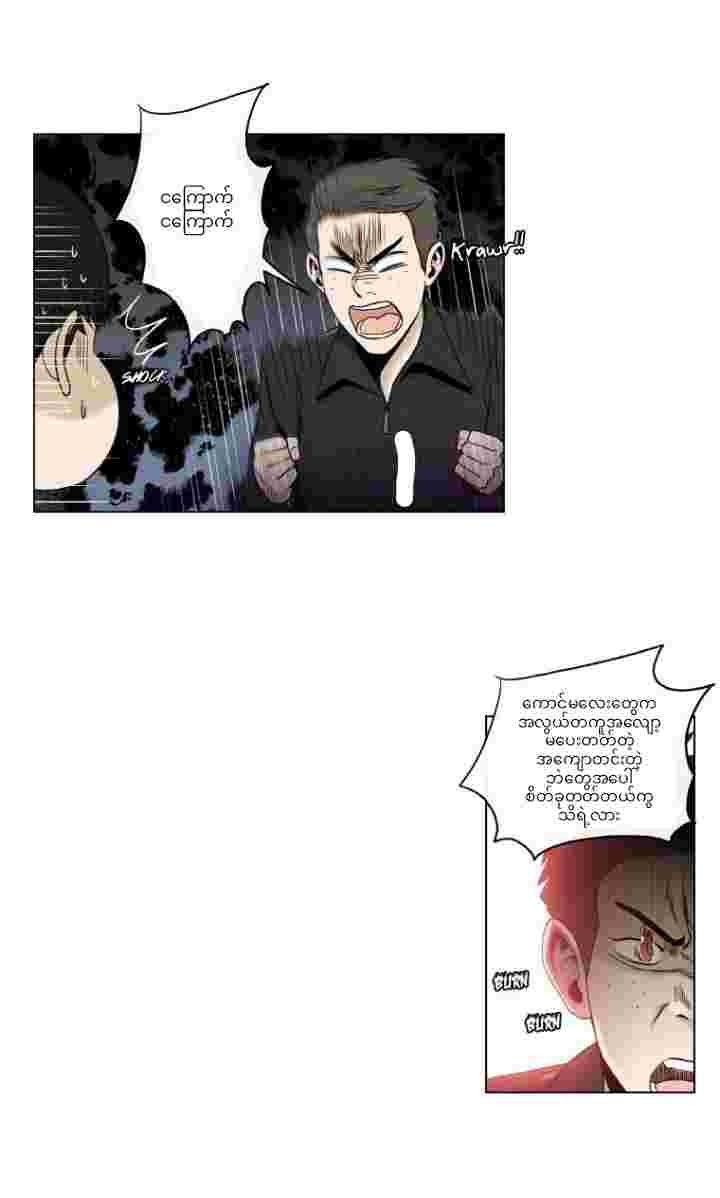 ငကြောက်
ငကြောက်
Krawr!!
SHOCK
ကောင်မလေးတွေက
အလွယ်တကူအလျော့
မပေးတတ်တဲ့
အကျောတင်းတဲ့
ဘဲတွေအပေါ်
စိတ်ခုတတ်တယ်ကွ
သိရဲ့လား
BURN
BURN